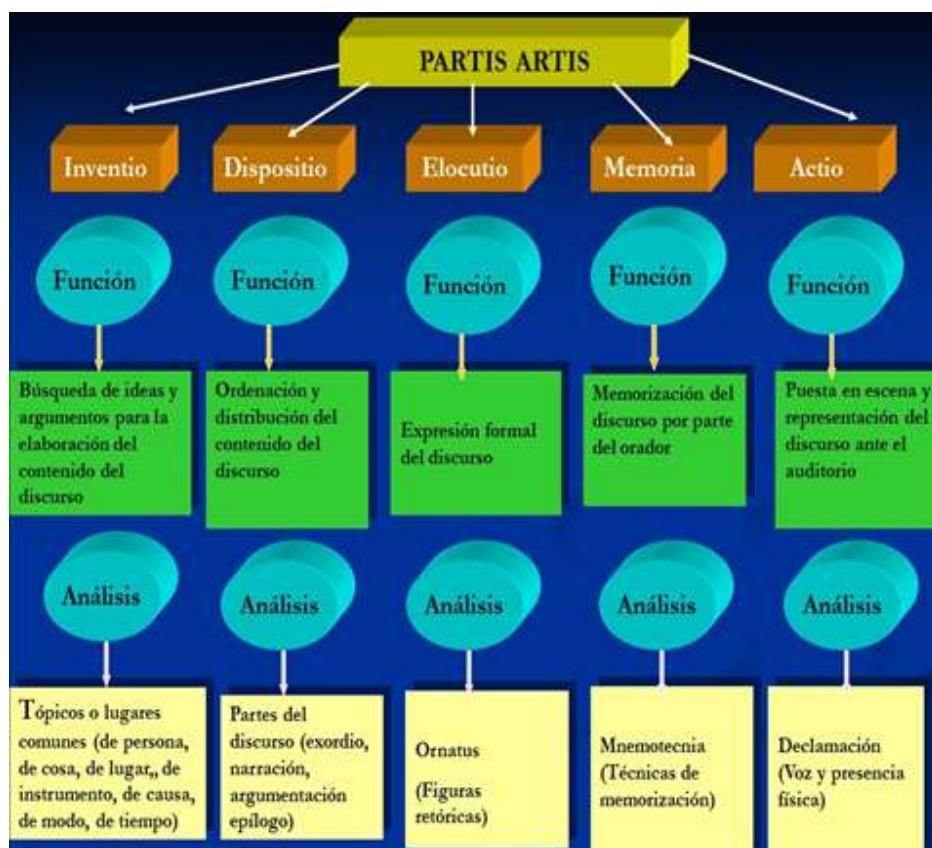 PARTIS ARTIS
Inventio
Dispositio
Elocutio
Memoria
Actio
Función
Función
Función
Función
Función
Búsqueda de ideas y
argumentos para la
elaboración del
contenido del
discurso
Ordenación y
distribución del
contenido del
discurso
Expresión formal
del discurso
Memorización del
discurso por parte
del orador
Puesta en escena y
representación del
discurso ante el
auditorio
Análisis
Análisis
Análisis
Análisis
Análisis
Tópicos o lugares
comunes (de persona,
de cosa, de lugar,, de
instrumento, de causa,
de modo, de tiempo)
Partes del
discurso (exordio,
narración,
argumentación
epílogo)
Ornatus
(Figuras
retóricas)
Mnemotecnia
(Técnicas de
memorización)
Declamación
(Voz y presencia
física)